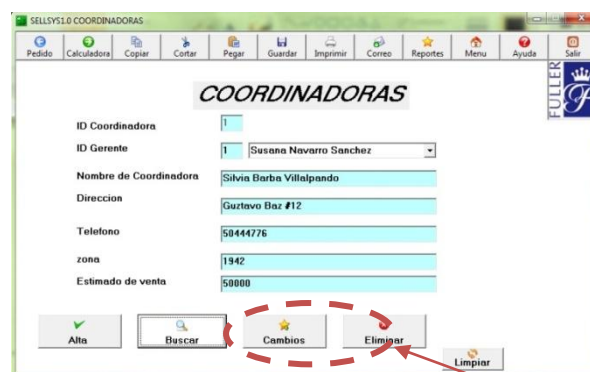 SELLSYS1.0 COORDINADORAS
Pedido Calculadora Copiar Cortar Pegar Guardar Imprimir Correo Reportes Menu Ayuda Salir
COORDINADORAS
FULLER
ID Coordinadora 1
ID Gerente 1 Susana Navarro Sanchez
Nombre de Coordinadora Silvia Barba Villalpando
Direccion Guztavo Baz #12
Telefono 50444776
zona 1942
Estimado de venta 50000
Alta Buscar Cambios Eliminar
Limpiar